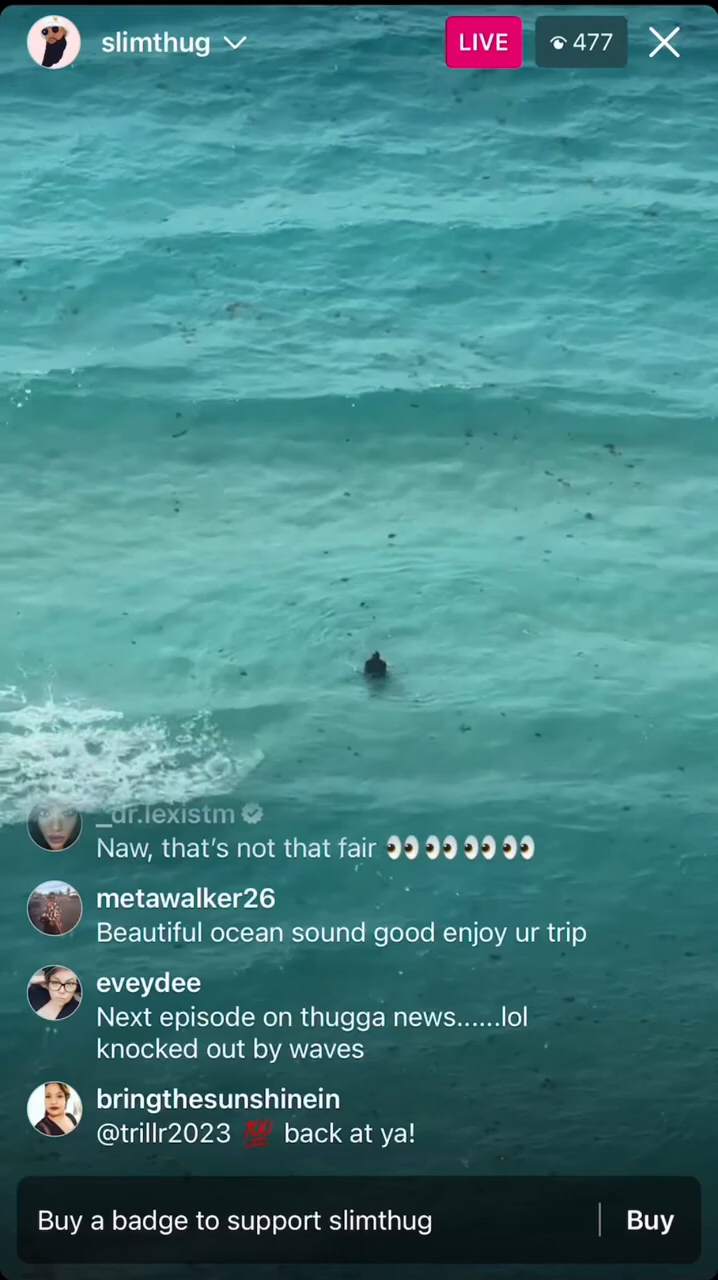 slimthug
LIVE
477
_dr.lexistm
Naw, that's not that fair 👀👀👀👀
metawalker26
Beautiful ocean sound good enjoy ur trip
eveydee
Next episode on thugga news......lol
knocked out by waves
bringthesunshinein
@trillr2023 💯 back at ya!
Buy a badge to support slimthug
Buy